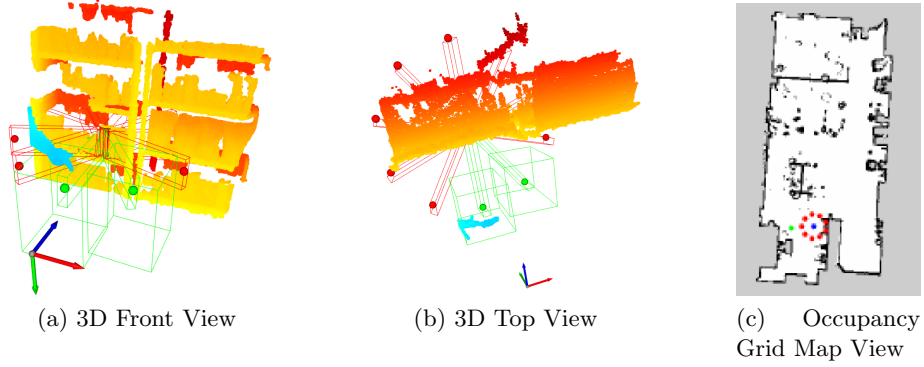 (a) 3D Front View
(b) 3D Top View
(c) Occupancy
Grid Map View